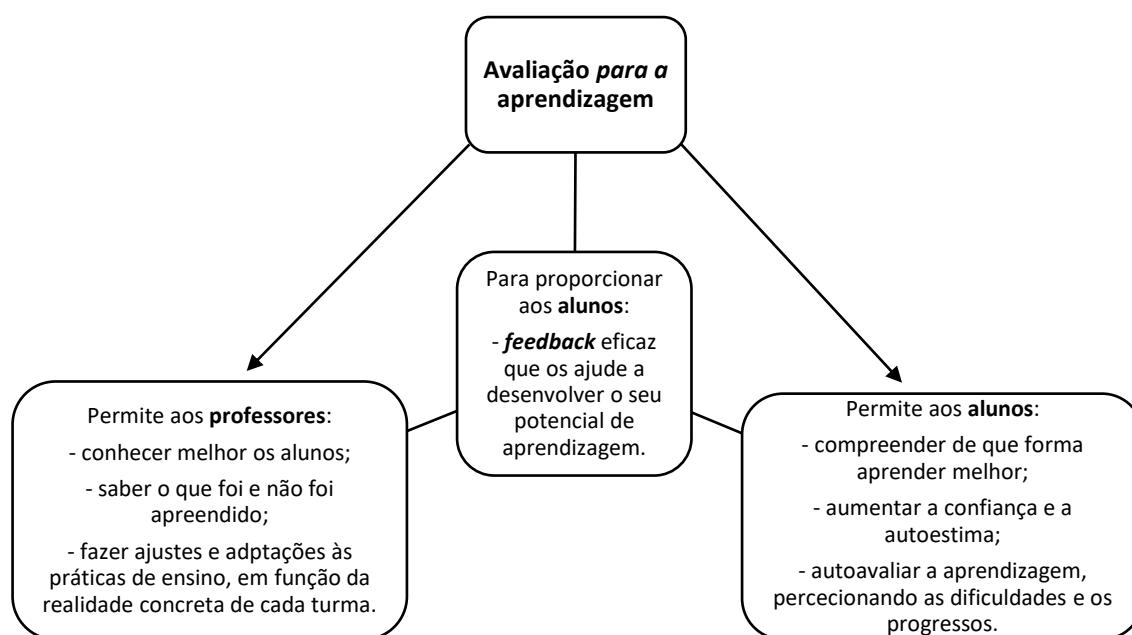 Avaliação para a
aprendizagem
Para proporcionar
aos alunos:
- feedback eficaz
que os ajude a
desenvolver o seu
potencial de
aprendizagem.
Permite aos professores:
- conhecer melhor os alunos;
- saber o que foi e não foi
apreendido;
- fazer ajustes e adptações às
práticas de ensino, em função da
realidade concreta de cada turma.
Permite aos alunos:
- compreender de que forma
aprender melhor;
- aumentar a confiança e a
autoestima;
- autoavaliar a aprendizagem,
percecionando as dificuldades e os
progressos.